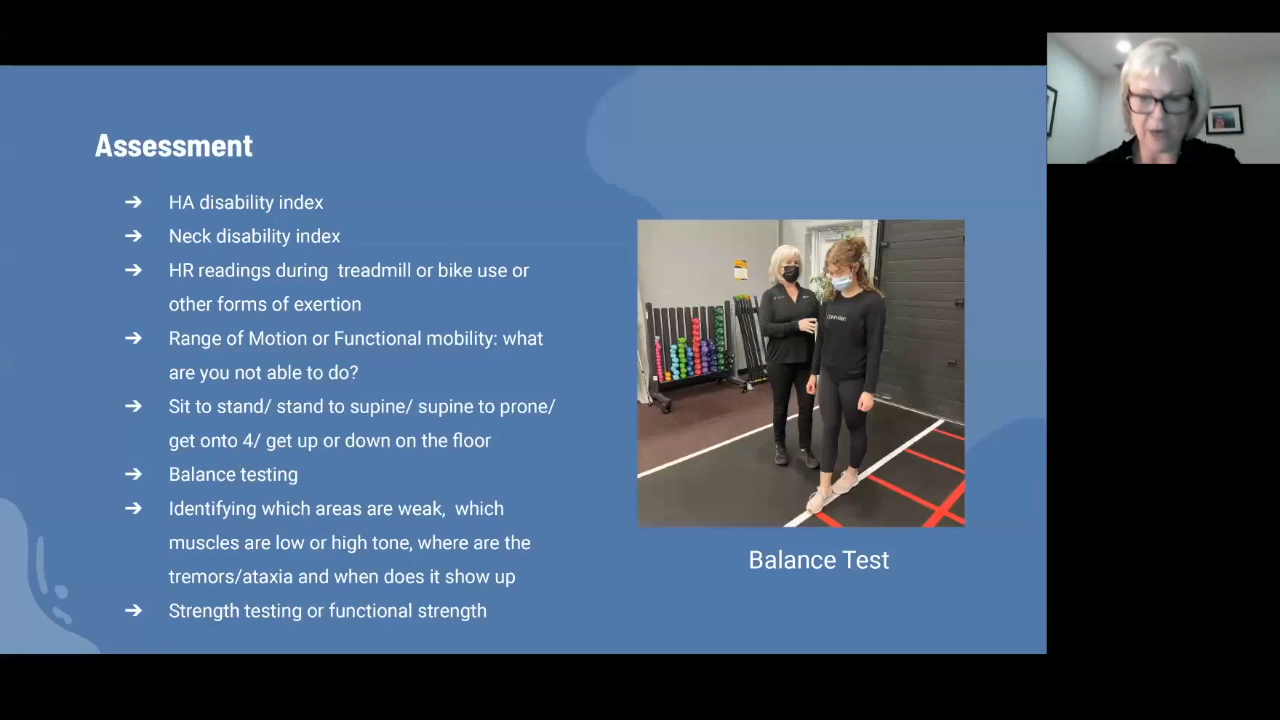 Assessment
➔ HA disability index
➔ Neck disability index
➔ HR readings during  treadmill or bike use or
other forms of exertion
➔ Range of Motion or Functional mobility: what
are you not able to do?
➔ Sit to stand/ stand to supine/ supine to prone/
get onto 4/ get up or down on the floor
➔ Balance testing
➔ Identifying which areas are weak,  which
muscles are low or high tone, where are the
tremors/ataxia and when does it show up
➔ Strength testing or functional strength
Balance Test